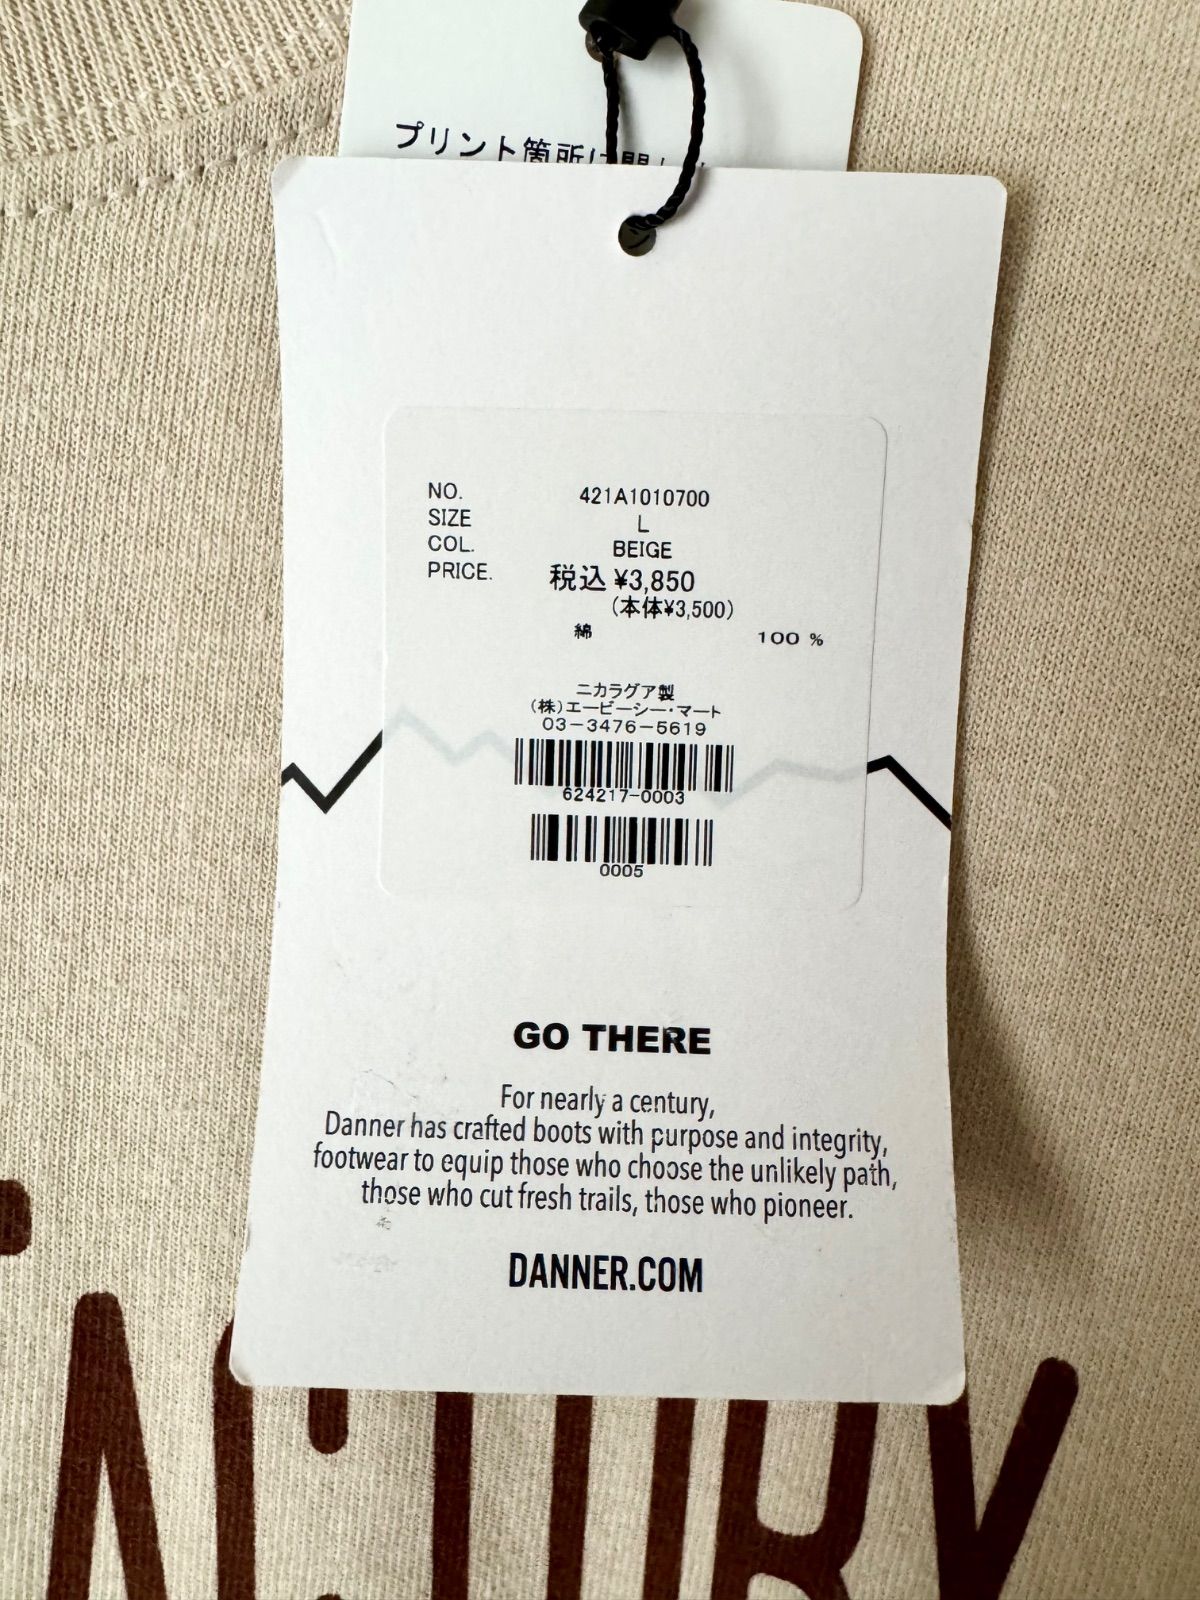 プリント箇所に関し
NO. 421A1010700
SIZE L
COL. BEIGE
PRICE. 税込 ¥3,850
(本体¥3,500)
綿 100 %
ニカラグア製
(株)エービーシー・マート
03-3476-5619
624217-0003
0005
GO THERE
For nearly a century,
Danner has crafted boots with purpose and integrity,
footwear to equip those who choose the unlikely path,
those who cut fresh trails, those who pioneer.
DANNER.COM